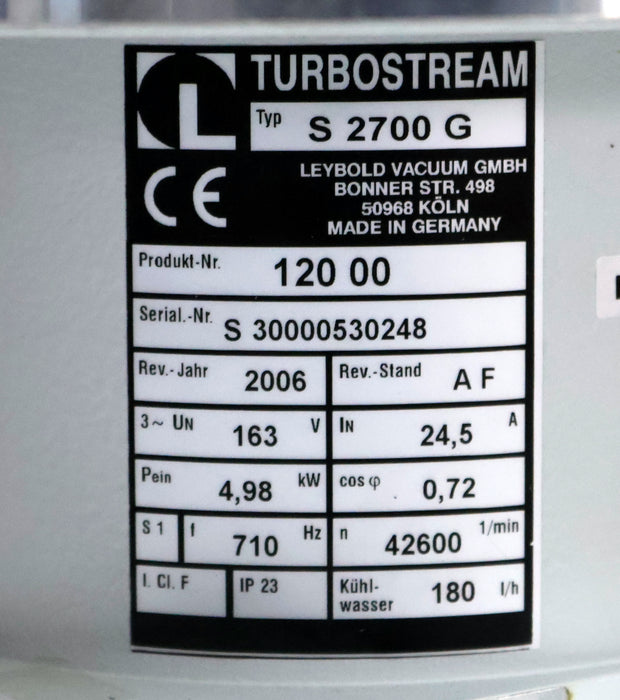 L TURBOSTREAM
Typ S 2700 G
CE
LEYBOLD VACUUM GMBH
BONNER STR. 498
50968 KÖLN
MADE IN GERMANY
Produkt-Nr. 120 00
Serial.-Nr. S 30000530248
Rev.-Jahr 2006 Rev.-Stand A F
3~ UN 163 V IN 24,5 A
Pein 4,98 kW cos φ 0,72
S 1 f 710 Hz n 42600 1/min
I. Cl. F IP 23 Kühl-
wasser 180 l/h